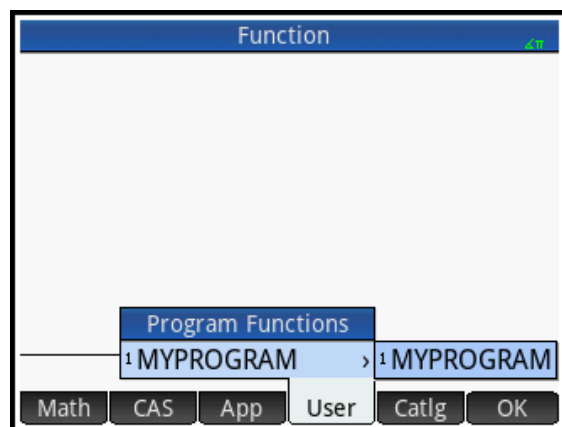 Function
∡π
Program Functions
1 MYPROGRAM > 1 MYPROGRAM
Math CAS App User Catlg OK